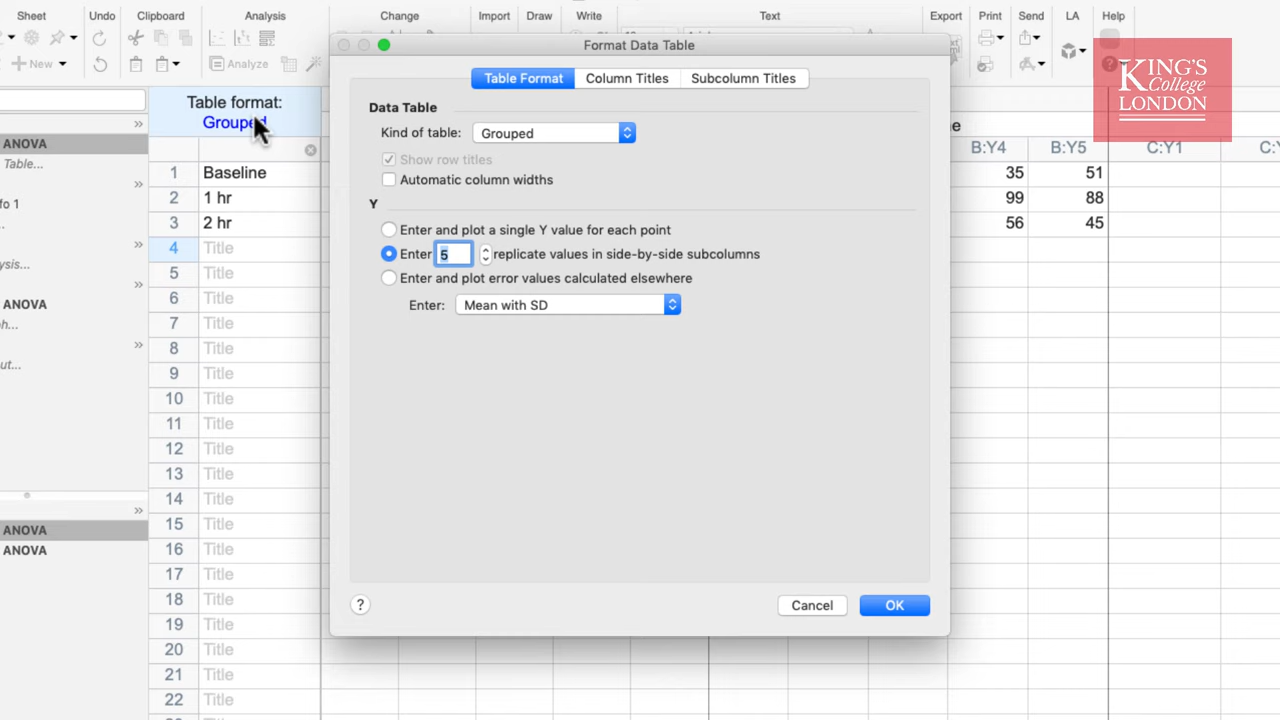 Sheet Undo Clipboard Analysis Change Import Draw Write Text Export Print Send LA Help
New Analyze
Format Data Table
KING'S
College
LONDON
Table Format Column Titles Subcolumn Titles
Table format:
Grouped
Data Table
Kind of table: Grouped
Show row titles
Automatic column widths
Y
Enter and plot a single Y value for each point
Enter 5 replicate values in side-by-side subcolumns
Enter and plot error values calculated elsewhere
Enter: Mean with SD
? Cancel OK
ANOVA
Table...
fo 1
ysis...
ANOVA
ph...
out...
ANOVA
ANOVA
B:Y4 B:Y5 C:Y1
1 Baseline 35 51
2 1 hr 99 88
3 2 hr 56 45
4 Title
5 Title
6 Title
7 Title
8 Title
9 Title
10 Title
11 Title
12 Title
13 Title
14 Title
15 Title
16 Title
17 Title
18 Title
19 Title
20 Title
21 Title
22 Title